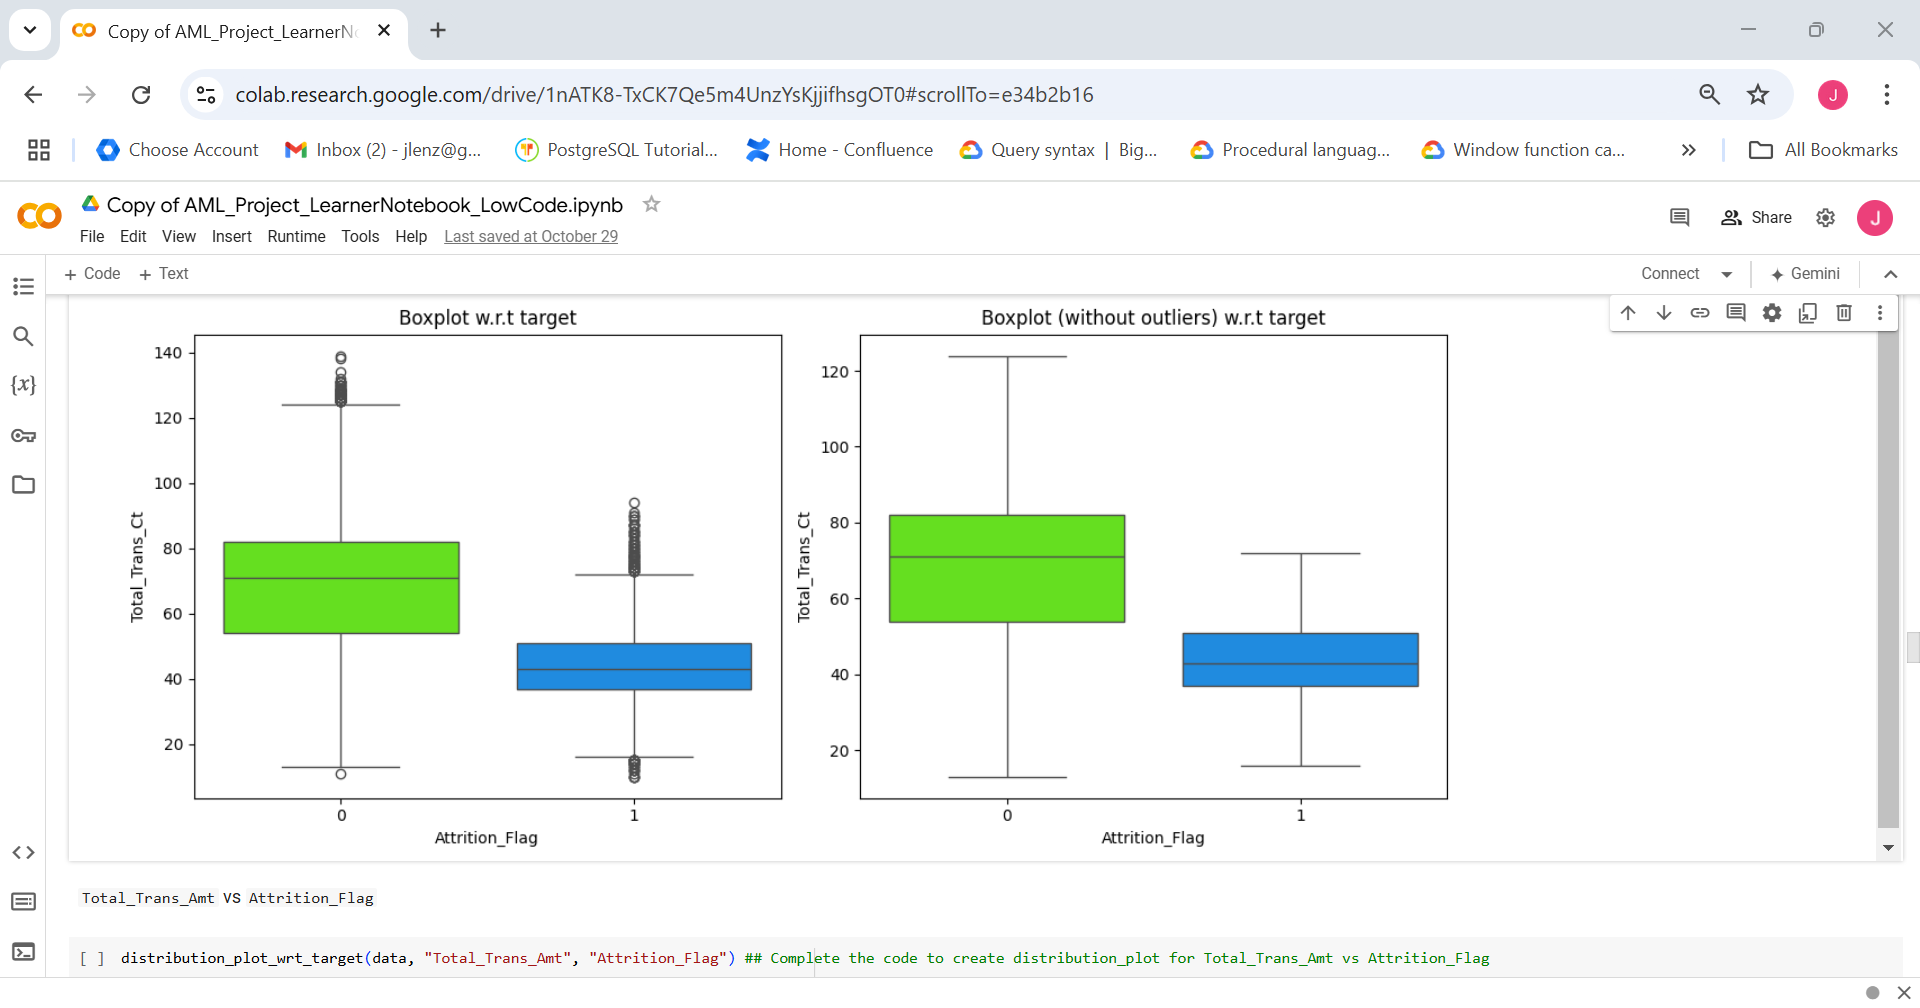 Copy of AML_Project_LearnerN
colab.research.google.com/drive/1nATK8-TxCK7Qe5m4UnzYsKjjifhsgOT0#scrollTo=e34b2b16
J
Choose Account
Inbox (2) - jlenz@g...
PostgreSQL Tutorial...
Home - Confluence
Query syntax | Big...
Procedural languag...
Window function ca...
All Bookmarks
Copy of AML_Project_LearnerNotebook_LowCode.ipynb
File Edit View Insert Runtime Tools Help Last saved at October 29
Share
J
+ Code + Text
Connect
Gemini
Boxplot w.r.t target
140
120
100
80
60
40
20
Total_Trans_Ct
0 1
Attrition_Flag
Boxplot (without outliers) w.r.t target
120
100
80
60
40
20
Total_Trans_Ct
0 1
Attrition_Flag
Total_Trans_Amt VS Attrition_Flag
[ ] distribution_plot_wrt_target(data, "Total_Trans_Amt", "Attrition_Flag") ## Complete the code to create distribution_plot for Total_Trans_Amt vs Attrition_Flag